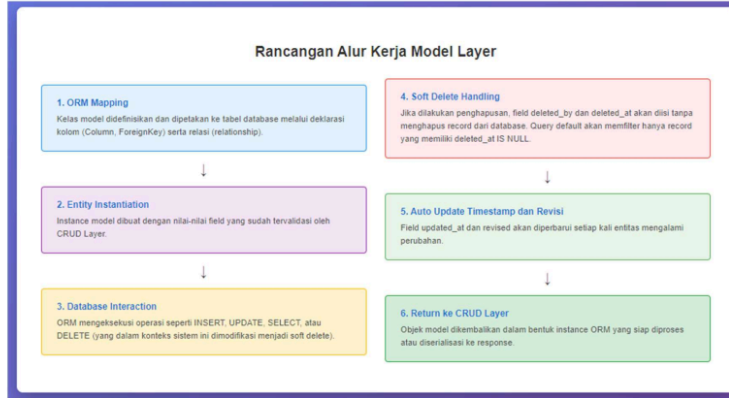 Rancangan Alur Kerja Model Layer
1. ORM Mapping
Kelas model didefinisikan dan dipetakan ke tabel database melalui deklarasi
kolom (Column, ForeignKey) serta relasi (relationship).
↓
2. Entity Instantiation
Instance model dibuat dengan nilai-nilai field yang sudah tervalidasi oleh
CRUD Layer.
↓
3. Database Interaction
ORM mengeksekusi operasi seperti INSERT, UPDATE, SELECT, atau
DELETE (yang dalam konteks sistem ini dimodifikasi menjadi soft delete).
4. Soft Delete Handling
Jika dilakukan penghapusan, field deleted_by dan deleted_at akan diisi tanpa
menghapus record dari database. Query default akan memfilter hanya record
yang memiliki deleted_at IS NULL.
↓
5. Auto Update Timestamp dan Revisi
Field updated_at dan revised akan diperbarui setiap kali entitas mengalami
perubahan.
↓
6. Return ke CRUD Layer
Objek model dikembalikan dalam bentuk instance ORM yang siap diproses
atau diserialisasi ke response.